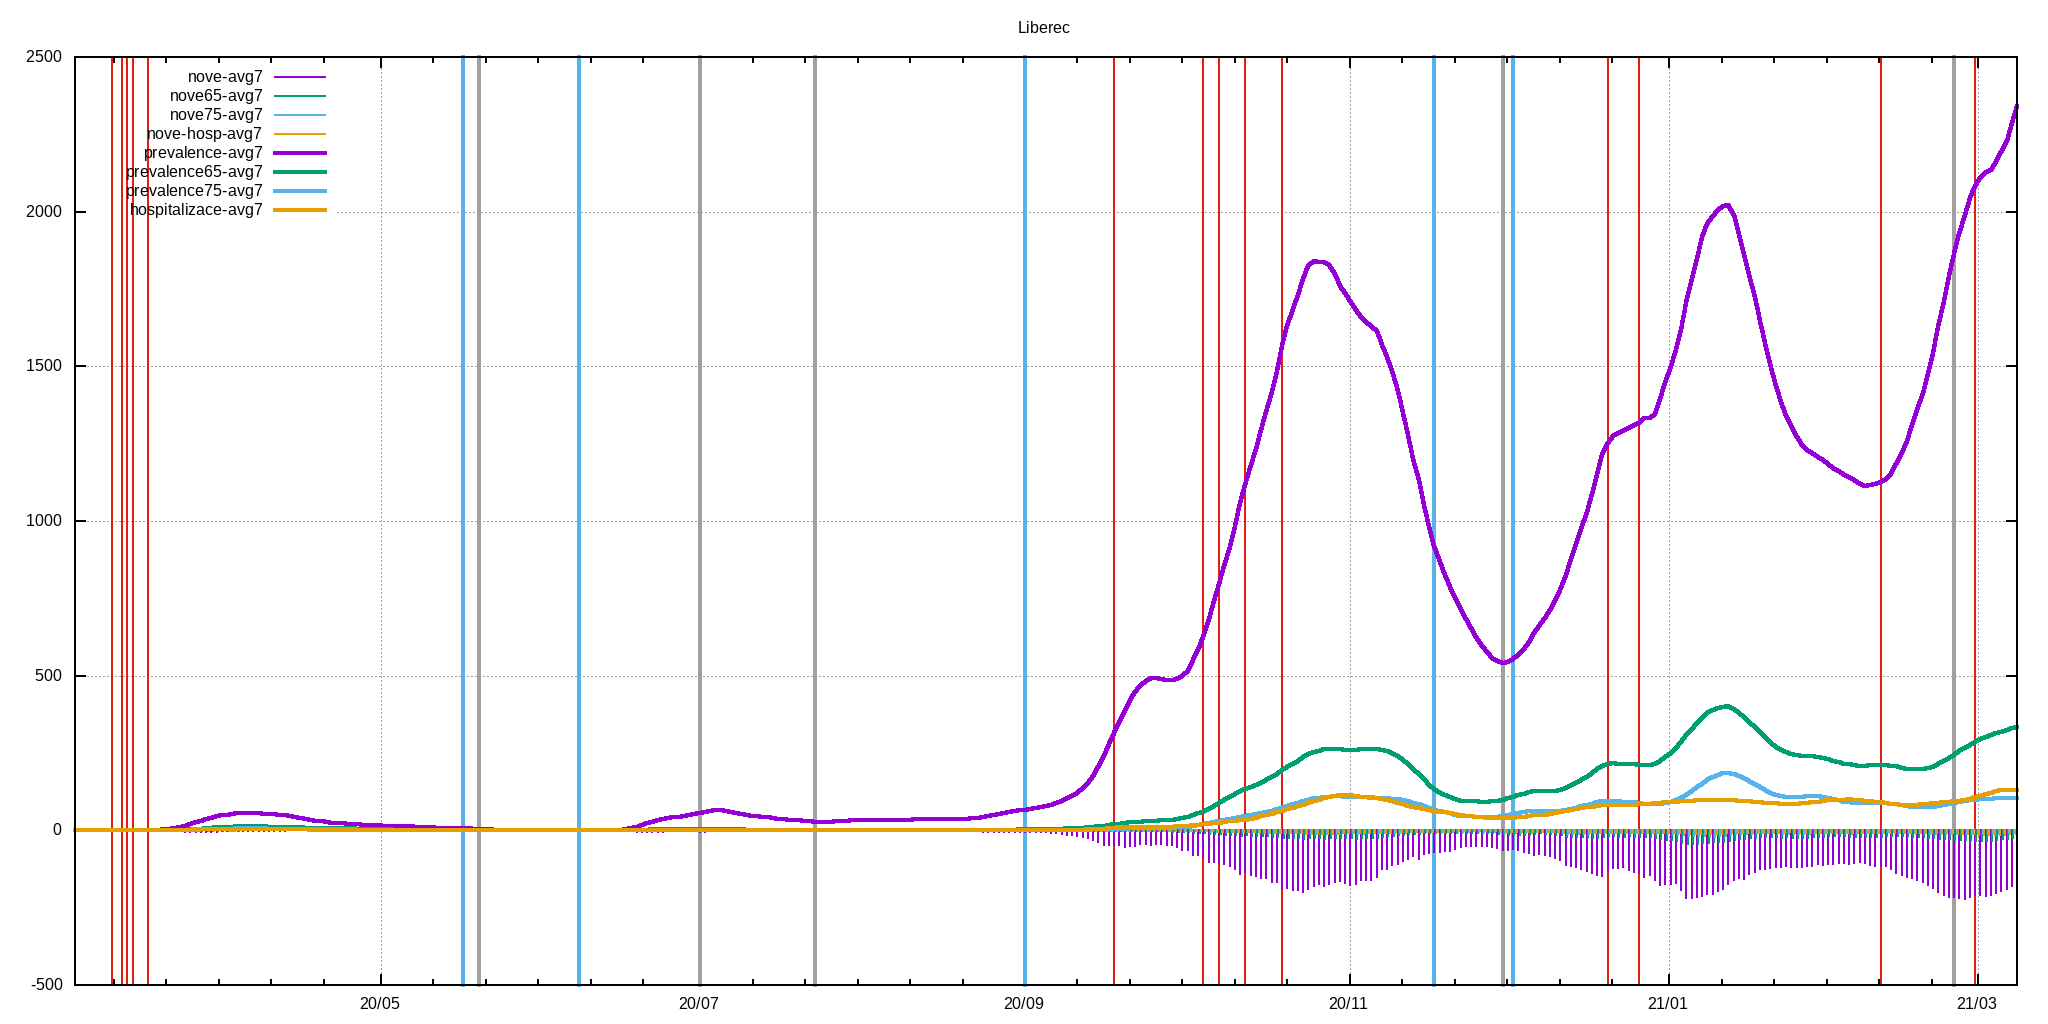 Liberec
2500
2000
1500
1000
500
0
-500
nove-avg7
nove65-avg7
nove75-avg7
nove-hosp-avg7
prevalence-avg7
prevalence65-avg7
prevalence75-avg7
hospitalizace-avg7
20/05 20/07 20/09 20/11 21/01 21/03